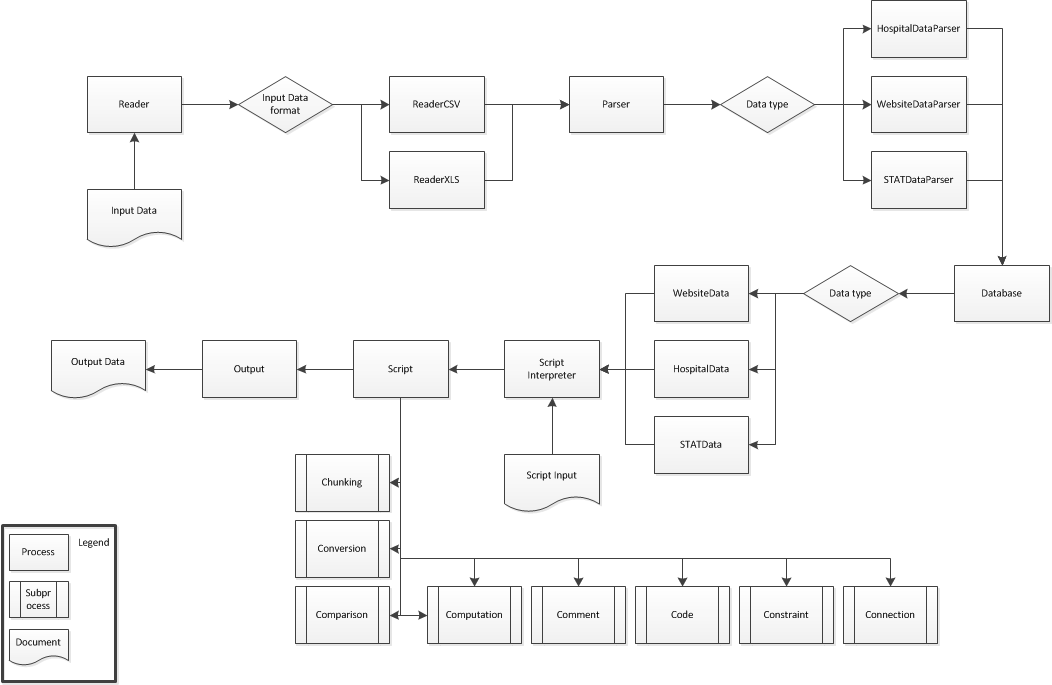 HospitalDataParser
Reader
Input Data
format
ReaderCSV
Parser
Data type
WebsiteDataParser
ReaderXLS
STATDataParser
Input Data
WebsiteData
Data type
Database
Output Data
Output
Script
Script
Interpreter
HospitalData
STATData
Chunking
Script Input
Conversion
Legend
Process
Subpr
ocess
Document
Comparison
Computation
Comment
Code
Constraint
Connection